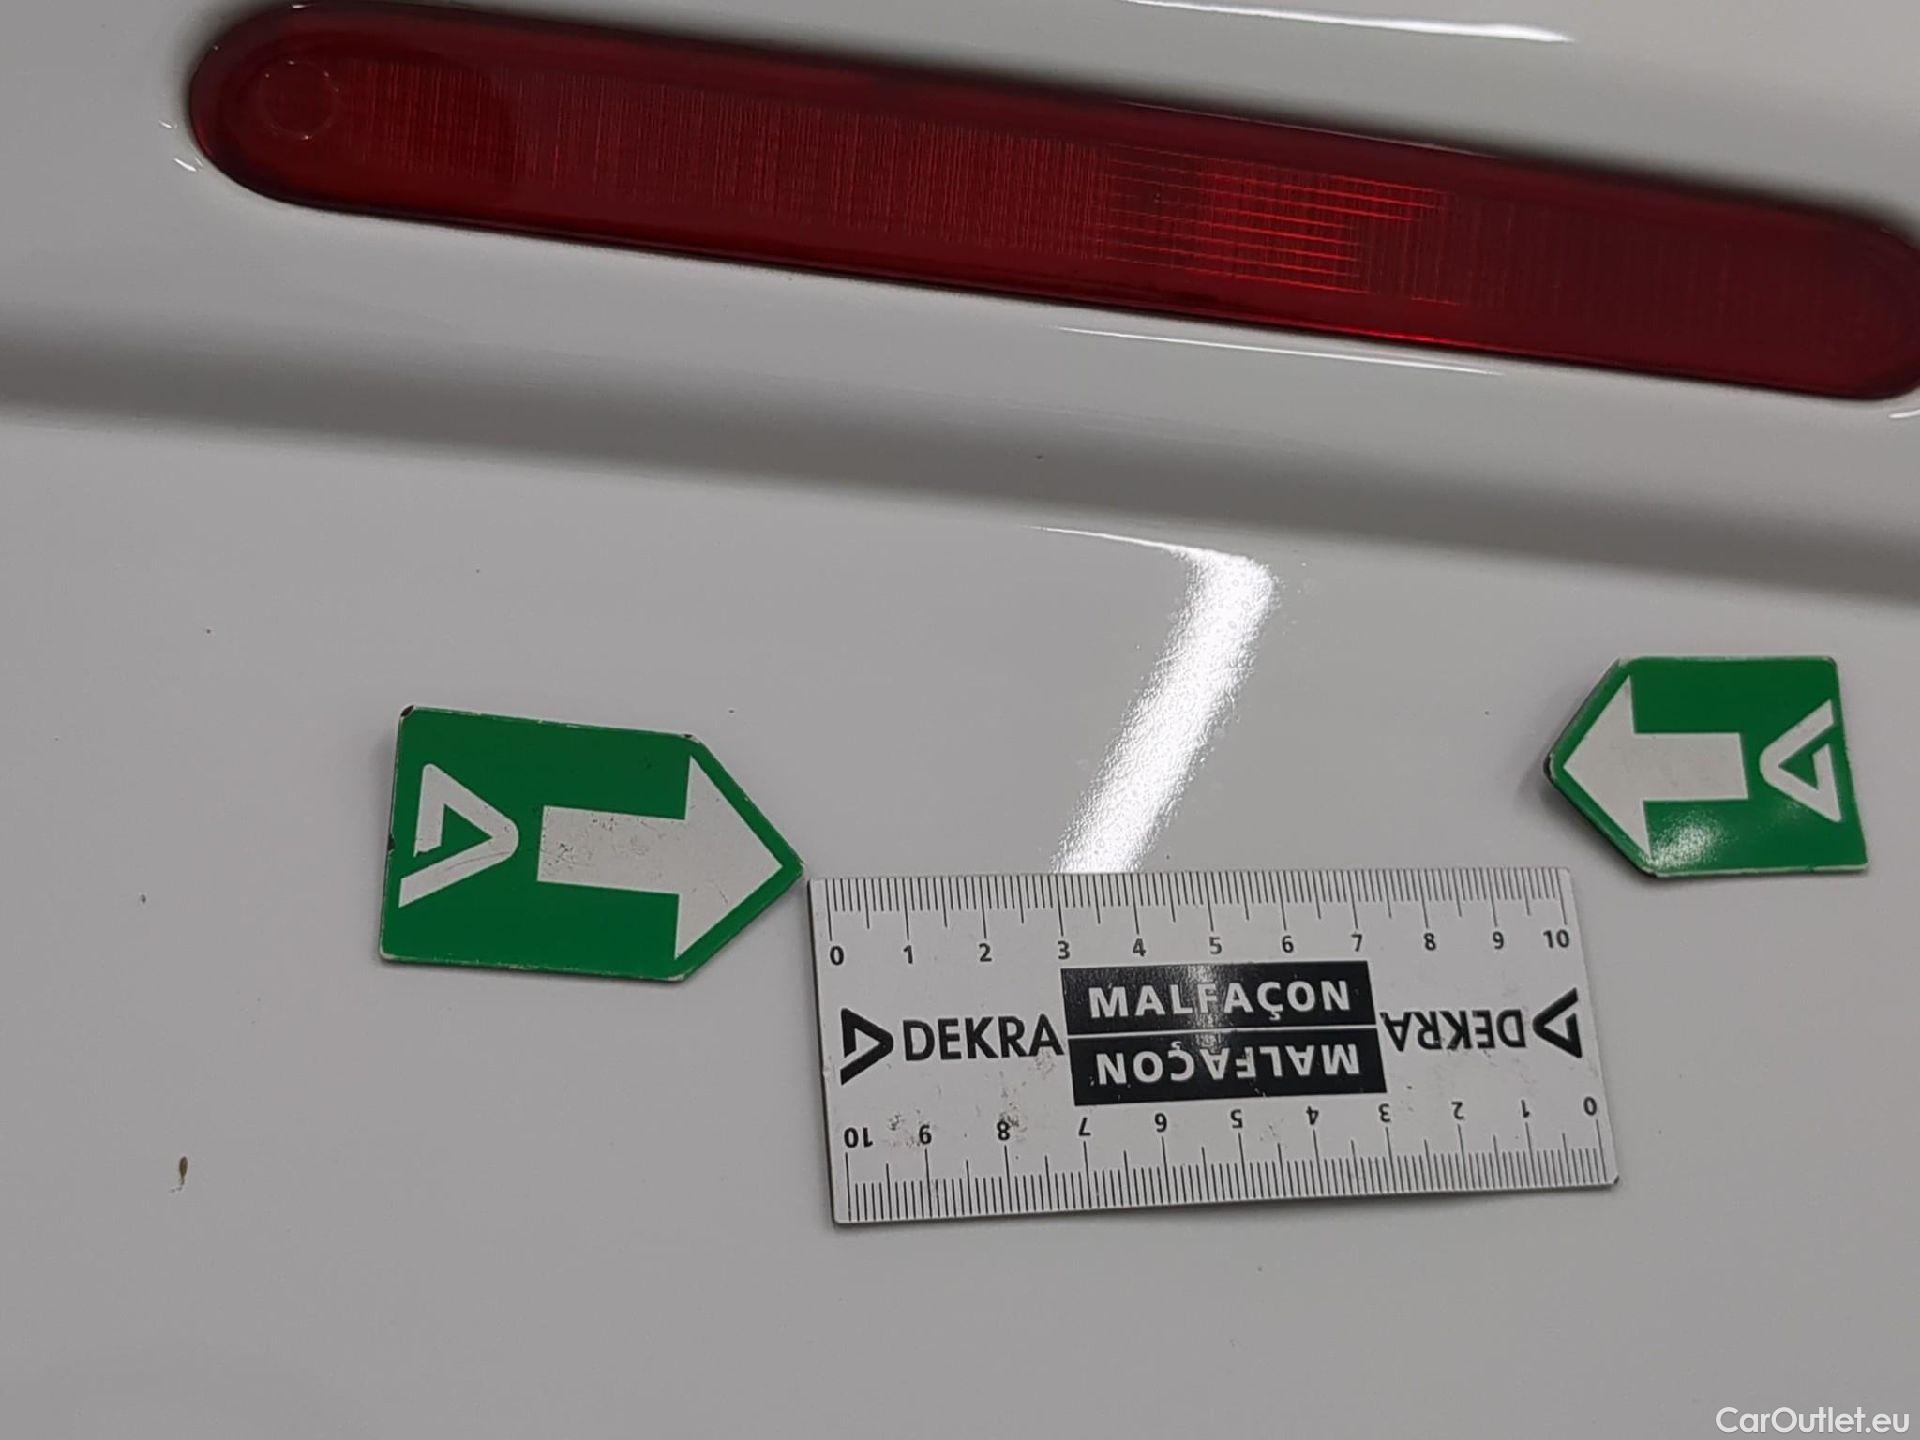 0 1 2 3 4 5 6 7 8 9 10
MALFAÇON
DEKRA
DEKRA
MALFAÇON
10 9 8 7 6 5 4 3 2 1 0
CarOutlet.eu